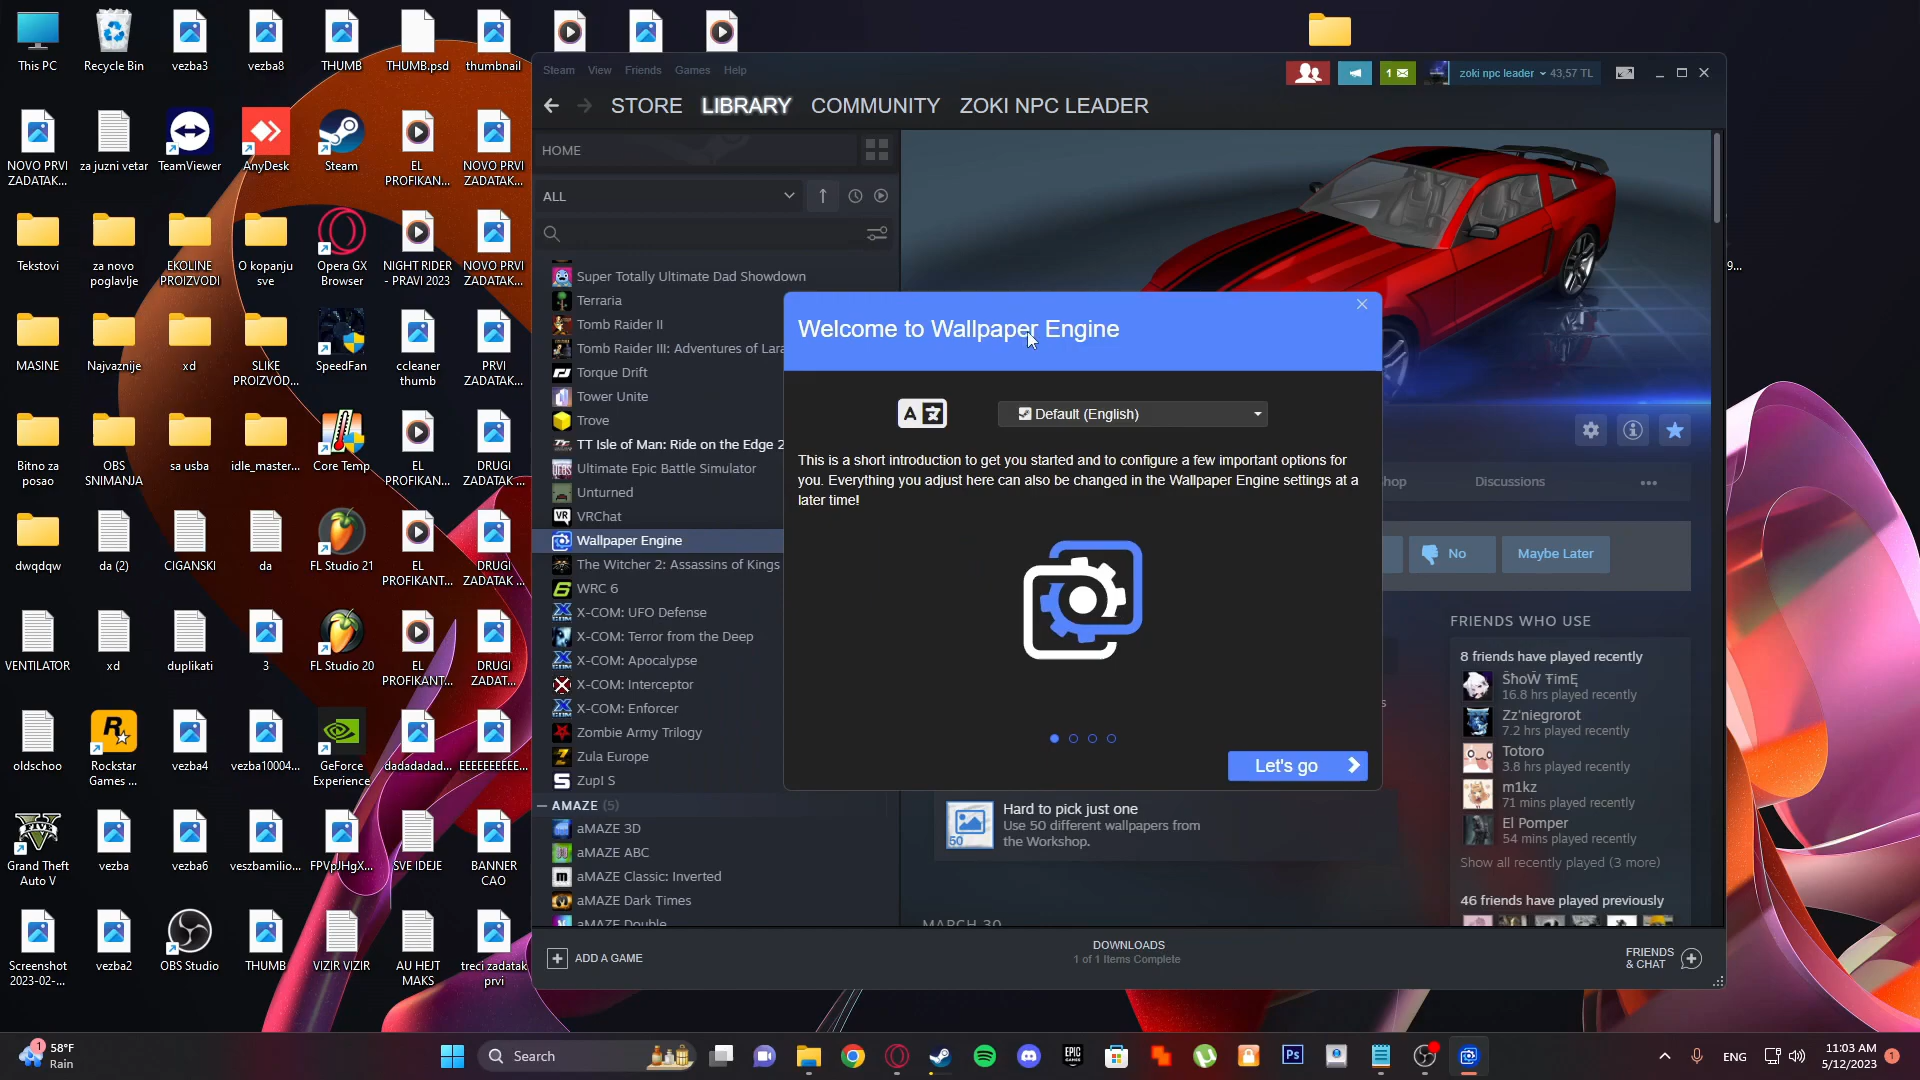 This PC
Recycle Bin
vezba3
vezba8
THUMB
THUMB.psd
thumbnail
NOVO PRVI
ZADATAK...
za juzni vetar
TeamViewer
AnyDesk
Steam
EL
PROFIKAN...
NOVO PRVI
ZADATAK...
Tekstovi
za novo
poglavlje
EKOLINE
PROIZVODI
O kopanju
sve
Opera GX
Browser
NIGHT RIDER
- PRAVI 2023
NOVO PRVI
ZADATAK...
MASINE
Najvaznije
xd
SLIKE
PROIZVOD...
SpeedFan
ccleaner
thumb
PRVI
ZADATAK...
Bitno za
posao
OBS
SNIMANJA
sa usba
idle_master...
Core Temp
EL
PROFIKAN...
DRUGI
ZADATAK ...
dwqdqw
da (2)
CIGANSKI
da
FL Studio 21
EL
PROFIKANT...
DRUGI
ZADATAK ...
VENTILATOR
xd
duplikati
3
FL Studio 20
EL
PROFIKANT...
DRUGI
ZADAT...
oldschoo
Rockstar
Games ...
vezba4
vezba10004...
GeForce
Experience
dadadadad...
EEEEEEEEEE...
Grand Theft
Auto V
vezba
vezba6
veszbamilio...
FPVpJHgX...
SVE IDEJE
BANNER
CAO
Screenshot
2023-02-...
vezba2
OBS Studio
THUMB
VIZIR VIZIR
AU HEJT
MAKS
treci zadatak
prvi
9...
Steam View Friends Games Help
1
zoki npc leader 43,57 TL
STORE LIBRARY COMMUNITY ZOKI NPC LEADER
HOME
ALL
Super Totally Ultimate Dad Showdown
Terraria
Tomb Raider II
Tomb Raider III: Adventures of Lara
Torque Drift
Tower Unite
Trove
TT Isle of Man: Ride on the Edge 2
Ultimate Epic Battle Simulator
Unturned
VRChat
Wallpaper Engine
The Witcher 2: Assassins of Kings
WRC 6
X-COM: UFO Defense
X-COM: Terror from the Deep
X-COM: Apocalypse
X-COM: Interceptor
X-COM: Enforcer
Zombie Army Trilogy
Zula Europe
Zupl S
AMAZE (5)
aMAZE 3D
aMAZE ABC
aMAZE Classic: Inverted
aMAZE Dark Times
aMAZE Double
Welcome to Wallpaper Engine
Default (English)
This is a short introduction to get you started and to configure a few important options for
you. Everything you adjust here can also be changed in the Wallpaper Engine settings at a
later time!
Let's go
hop
Discussions
No
Maybe Later
FRIENDS WHO USE
8 friends have played recently
ŠhoŴ ŦimĘ
16.8 hrs played recently
Zz'niegrorot
7.2 hrs played recently
Totoro
3.8 hrs played recently
m1kz
71 mins played recently
El Pomper
54 mins played recently
Show all recently played (3 more)
46 friends have played previously
50
Hard to pick just one
Use 50 different wallpapers from
the Workshop.
MARCH 30
ADD A GAME
DOWNLOADS
1 of 1 Items Complete
FRIENDS
& CHAT
1
58°F
Rain
Search
EPIC
GAMES
Ps
ENG
11:03 AM
5/12/2023
1